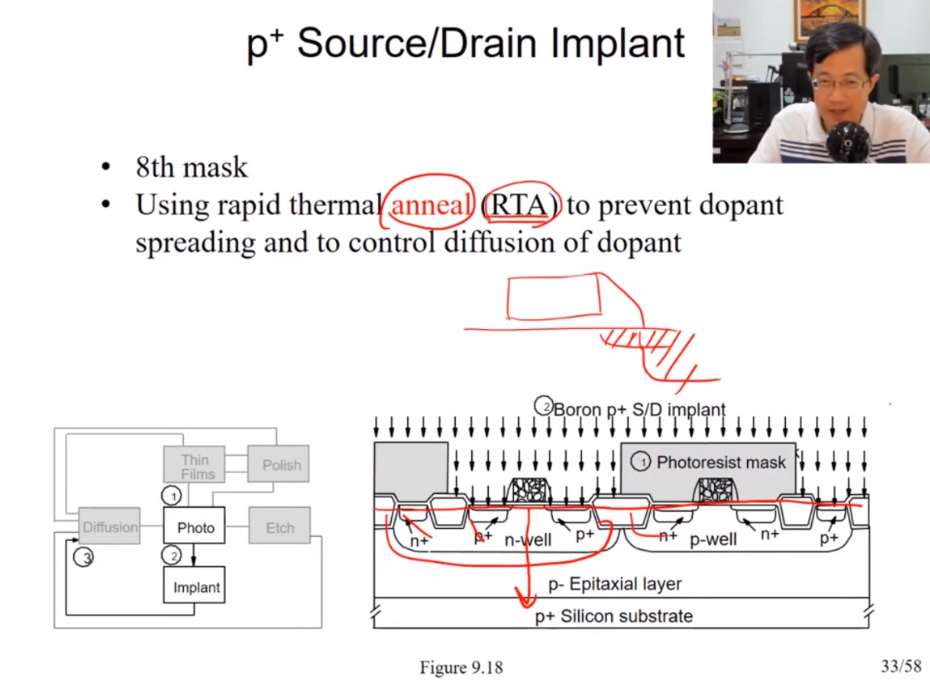 p+ Source/Drain Implant
• 8th mask
• Using rapid thermal anneal (RTA) to prevent dopant
spreading and to control diffusion of dopant
2 Boron p+ S/D implant
Thin
Films
Polish
1
1 Photoresist mask
Diffusion
Photo
Etch
3
2
Implant
n+
p+
n-well
p+
n+
p-well
n+
p+
p- Epitaxial layer
p+ Silicon substrate
Figure 9.18
33/58